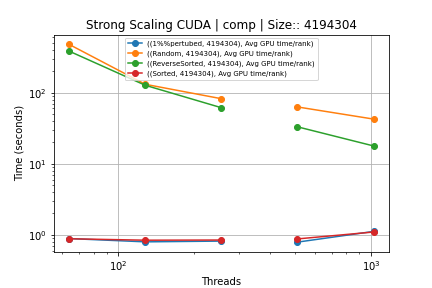 Strong Scaling CUDA | comp | Size:: 4194304
((1%%pertubed, 4194304), Avg GPU time/rank)
((Random, 4194304), Avg GPU time/rank)
((ReverseSorted, 4194304), Avg GPU time/rank)
((Sorted, 4194304), Avg GPU time/rank)
Time (seconds)
10²
10¹
10⁰
10² 10³
Threads